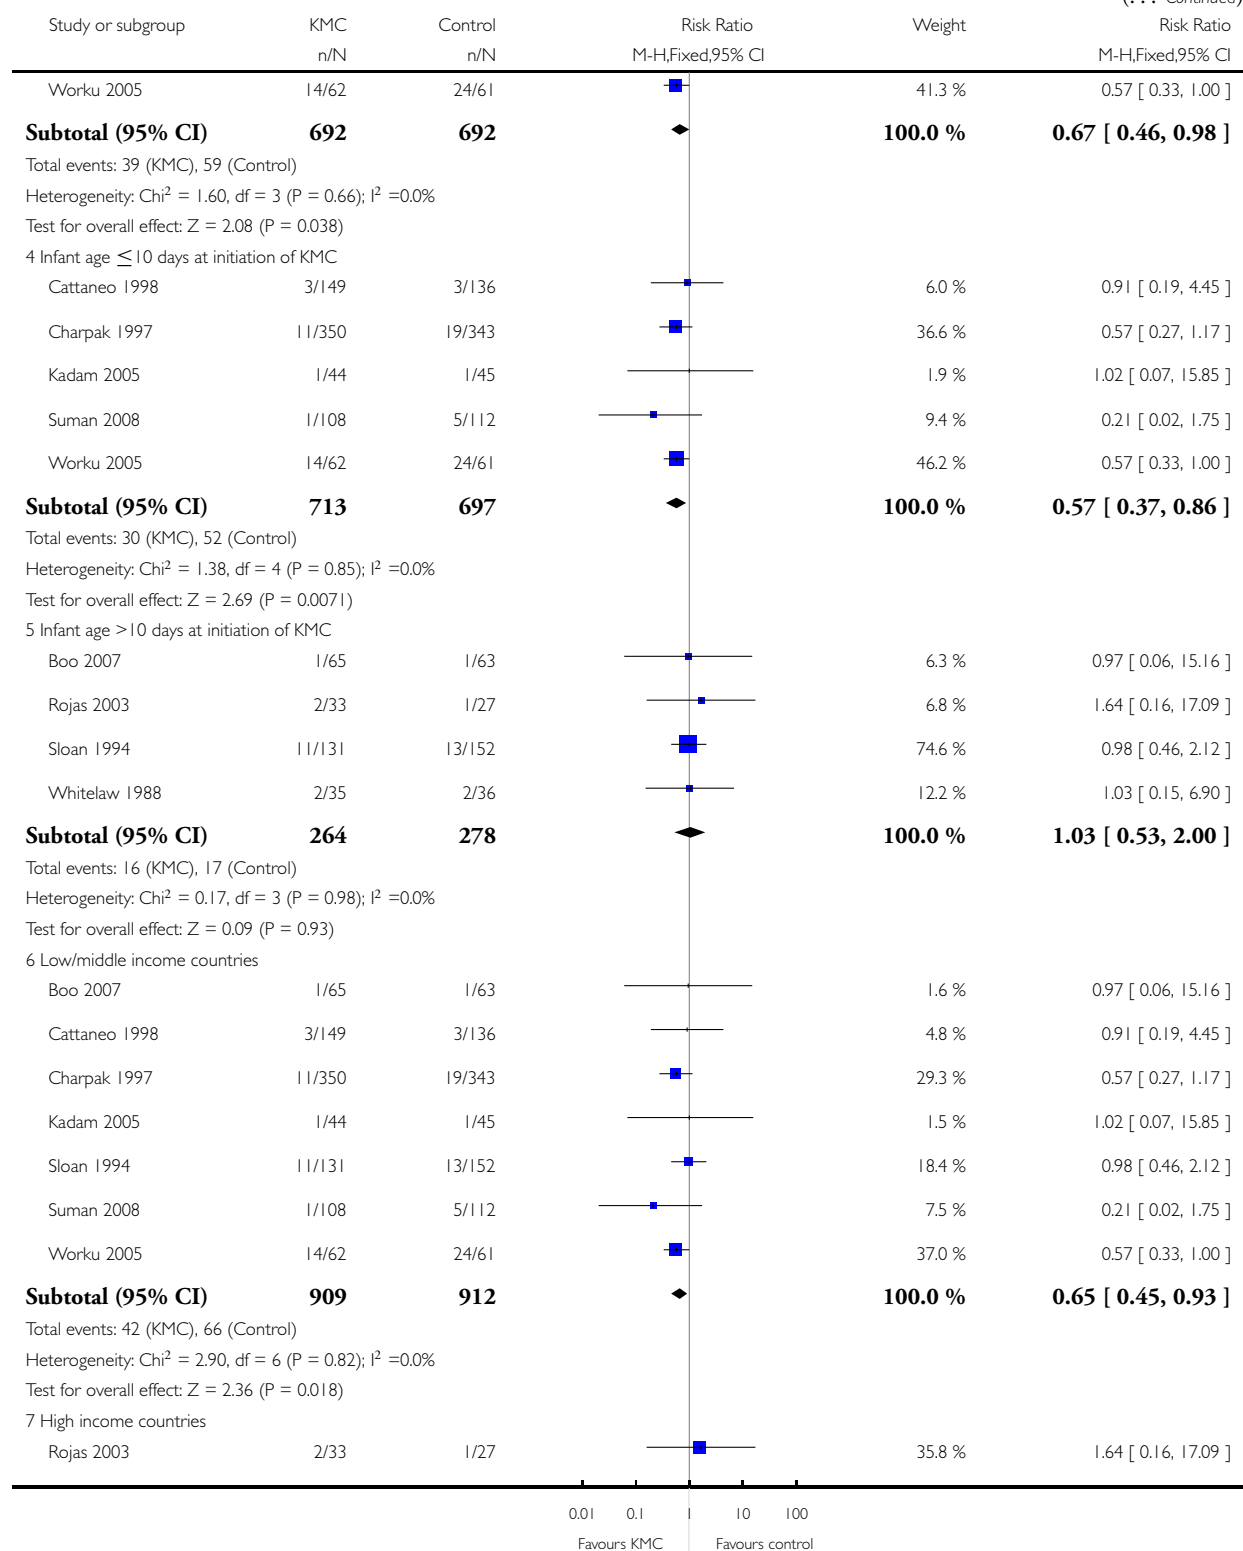 (... Continued)
Study or subgroup KMC Control Risk Ratio Weight Risk Ratio
n/N n/N M-H,Fixed,95% CI M-H,Fixed,95% CI
Worku 2005 14/62 24/61 41.3 % 0.57 [ 0.33, 1.00 ]
Subtotal (95% CI) 692 692 100.0 % 0.67 [ 0.46, 0.98 ]
Total events: 39 (KMC), 59 (Control)
Heterogeneity: Chi² = 1.60, df = 3 (P = 0.66); I² =0.0%
Test for overall effect: Z = 2.08 (P = 0.038)
4 Infant age ≤10 days at initiation of KMC
Cattaneo 1998 3/149 3/136 6.0 % 0.91 [ 0.19, 4.45 ]
Charpak 1997 11/350 19/343 36.6 % 0.57 [ 0.27, 1.17 ]
Kadam 2005 1/44 1/45 1.9 % 1.02 [ 0.07, 15.85 ]
Suman 2008 1/108 5/112 9.4 % 0.21 [ 0.02, 1.75 ]
Worku 2005 14/62 24/61 46.2 % 0.57 [ 0.33, 1.00 ]
Subtotal (95% CI) 713 697 100.0 % 0.57 [ 0.37, 0.86 ]
Total events: 30 (KMC), 52 (Control)
Heterogeneity: Chi² = 1.38, df = 4 (P = 0.85); I² =0.0%
Test for overall effect: Z = 2.69 (P = 0.0071)
5 Infant age >10 days at initiation of KMC
Boo 2007 1/65 1/63 6.3 % 0.97 [ 0.06, 15.16 ]
Rojas 2003 2/33 1/27 6.8 % 1.64 [ 0.16, 17.09 ]
Sloan 1994 11/131 13/152 74.6 % 0.98 [ 0.46, 2.12 ]
Whitelaw 1988 2/35 2/36 12.2 % 1.03 [ 0.15, 6.90 ]
Subtotal (95% CI) 264 278 100.0 % 1.03 [ 0.53, 2.00 ]
Total events: 16 (KMC), 17 (Control)
Heterogeneity: Chi² = 0.17, df = 3 (P = 0.98); I² =0.0%
Test for overall effect: Z = 0.09 (P = 0.93)
6 Low/middle income countries
Boo 2007 1/65 1/63 1.6 % 0.97 [ 0.06, 15.16 ]
Cattaneo 1998 3/149 3/136 4.8 % 0.91 [ 0.19, 4.45 ]
Charpak 1997 11/350 19/343 29.3 % 0.57 [ 0.27, 1.17 ]
Kadam 2005 1/44 1/45 1.5 % 1.02 [ 0.07, 15.85 ]
Sloan 1994 11/131 13/152 18.4 % 0.98 [ 0.46, 2.12 ]
Suman 2008 1/108 5/112 7.5 % 0.21 [ 0.02, 1.75 ]
Worku 2005 14/62 24/61 37.0 % 0.57 [ 0.33, 1.00 ]
Subtotal (95% CI) 909 912 100.0 % 0.65 [ 0.45, 0.93 ]
Total events: 42 (KMC), 66 (Control)
Heterogeneity: Chi² = 2.90, df = 6 (P = 0.82); I² =0.0%
Test for overall effect: Z = 2.36 (P = 0.018)
7 High income countries
Rojas 2003 2/33 1/27 35.8 % 1.64 [ 0.16, 17.09 ]
0.01 0.1 1 10 100
Favours KMC Favours control